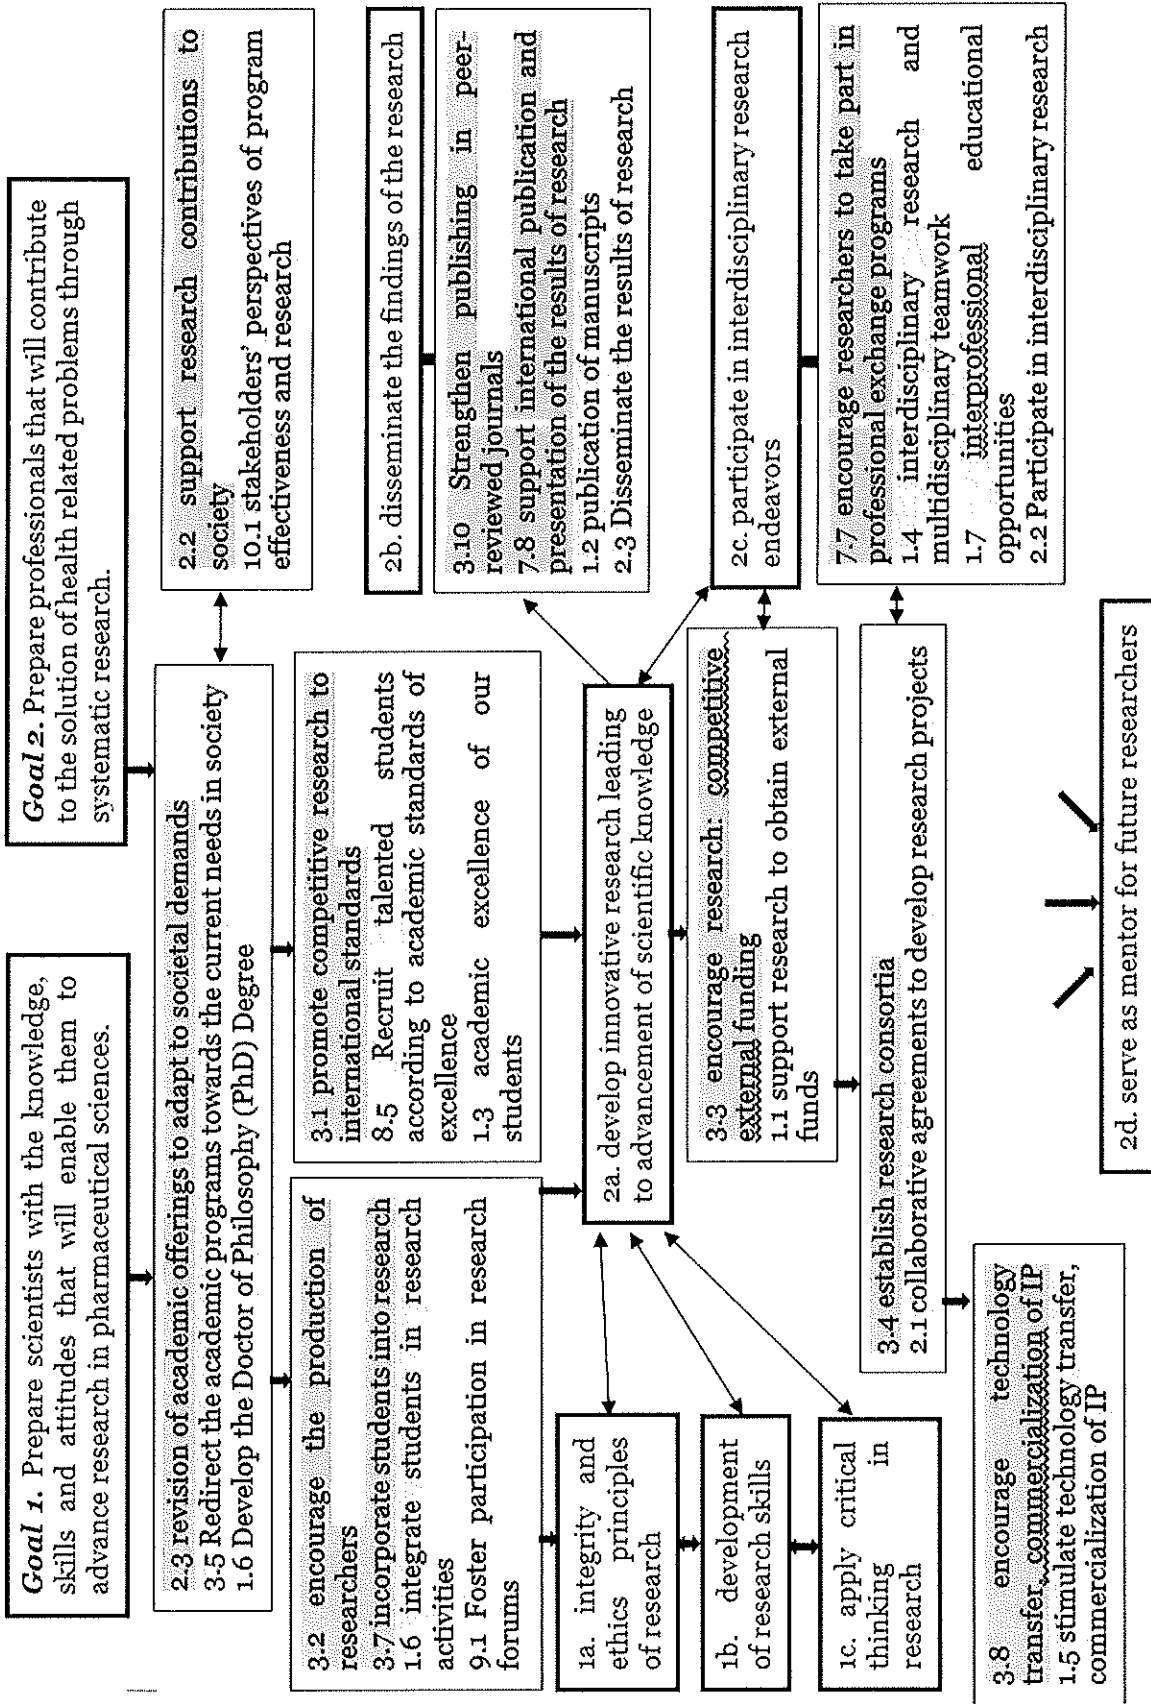 Goal 1. Prepare scientists with the knowledge,
skills and attitudes that will enable them to
advance research in pharmaceutical sciences.
Goal 2. Prepare professionals that will contribute
to the solution of health related problems through
systematic research.
2.3 revision of academic offerings to adapt to societal demands
3.5 Redirect the academic programs towards the current needs in society
1.6 Develop the Doctor of Philosophy (PhD) Degree
2.2 support research contributions to
society
10.1 stakeholders' perspectives of program
effectiveness and research
3.2 encourage the production of
researchers
3.7 incorporate students into research
1.6 integrate students in research
activities
9.1 Foster participation in research
forums
3.1 promote competitive research to
international standards
8.5 Recruit talented students
according to academic standards of
excellence
1.3 academic excellence of our
students
2b. disseminate the findings of the research
3.10 Strengthen publishing in peer-
reviewed journals
7.8 support international publication and
presentation of the results of research
1.2 publication of manuscripts
2.3 Disseminate the results of research
1a. integrity and
ethics principles
of research
2a. develop innovative research leading
to advancement of scientific knowledge
1b. development
of research skills
3.3 encourage research: competitive
external funding
1.1 support research to obtain external
funds
2c. participate in interdisciplinary research
endeavors
1c. apply critical
thinking in
research
3.4 establish research consortia
2.1 collaborative agreements to develop research projects
7.7 encourage researchers to take part in
professional exchange programs
1.4 interdisciplinary research and
multidisciplinary teamwork
1.7 interprofessional educational
opportunities
2.2 Participate in interdisciplinary research
3.8 encourage technology
transfer, commercialization of IP
1.5 stimulate technology transfer,
commercialization of IP
2d. serve as mentor for future researchers